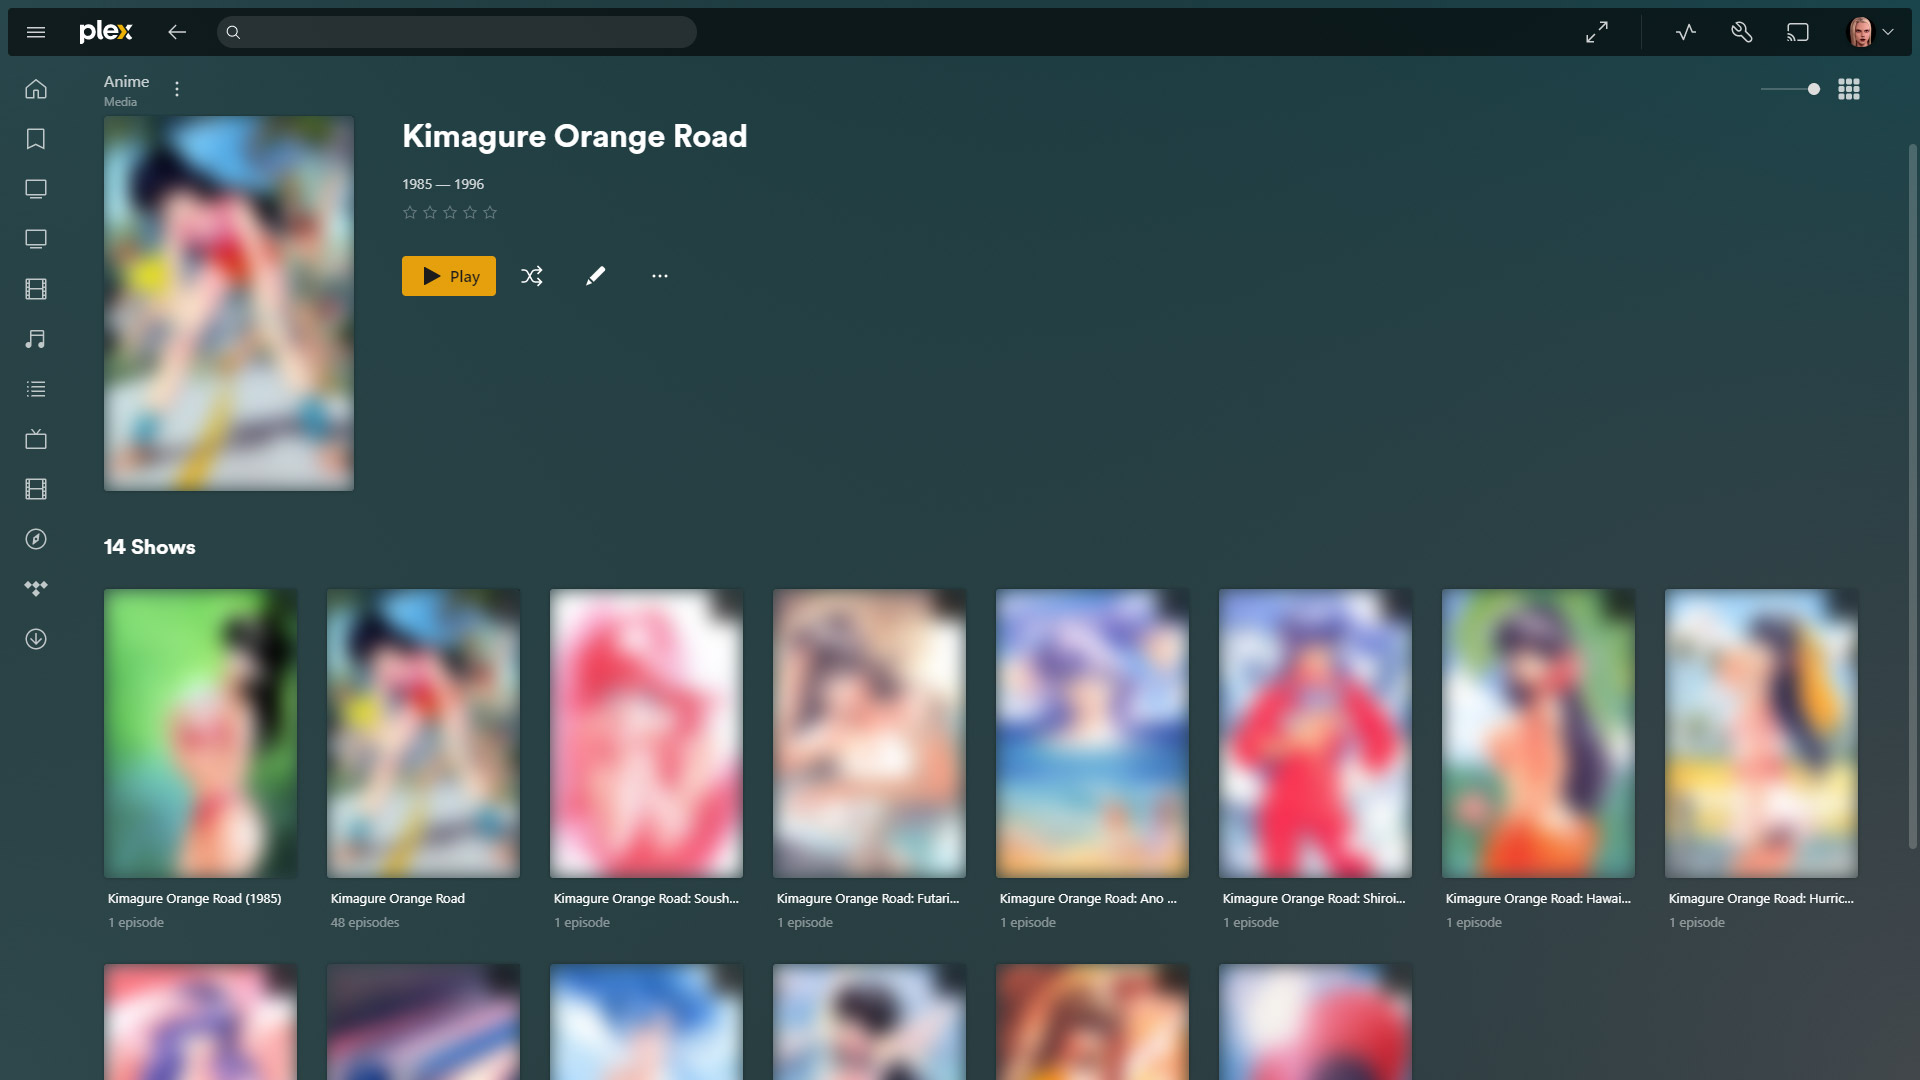 plex
Anime
Media
Kimagure Orange Road
1985 — 1996
Play
14 Shows
Kimagure Orange Road (1985)
1 episode
Kimagure Orange Road
48 episodes
Kimagure Orange Road: Soush...
1 episode
Kimagure Orange Road: Futari...
1 episode
Kimagure Orange Road: Ano ...
1 episode
Kimagure Orange Road: Shiroi...
1 episode
Kimagure Orange Road: Hawai...
1 episode
Kimagure Orange Road: Hurric...
1 episode